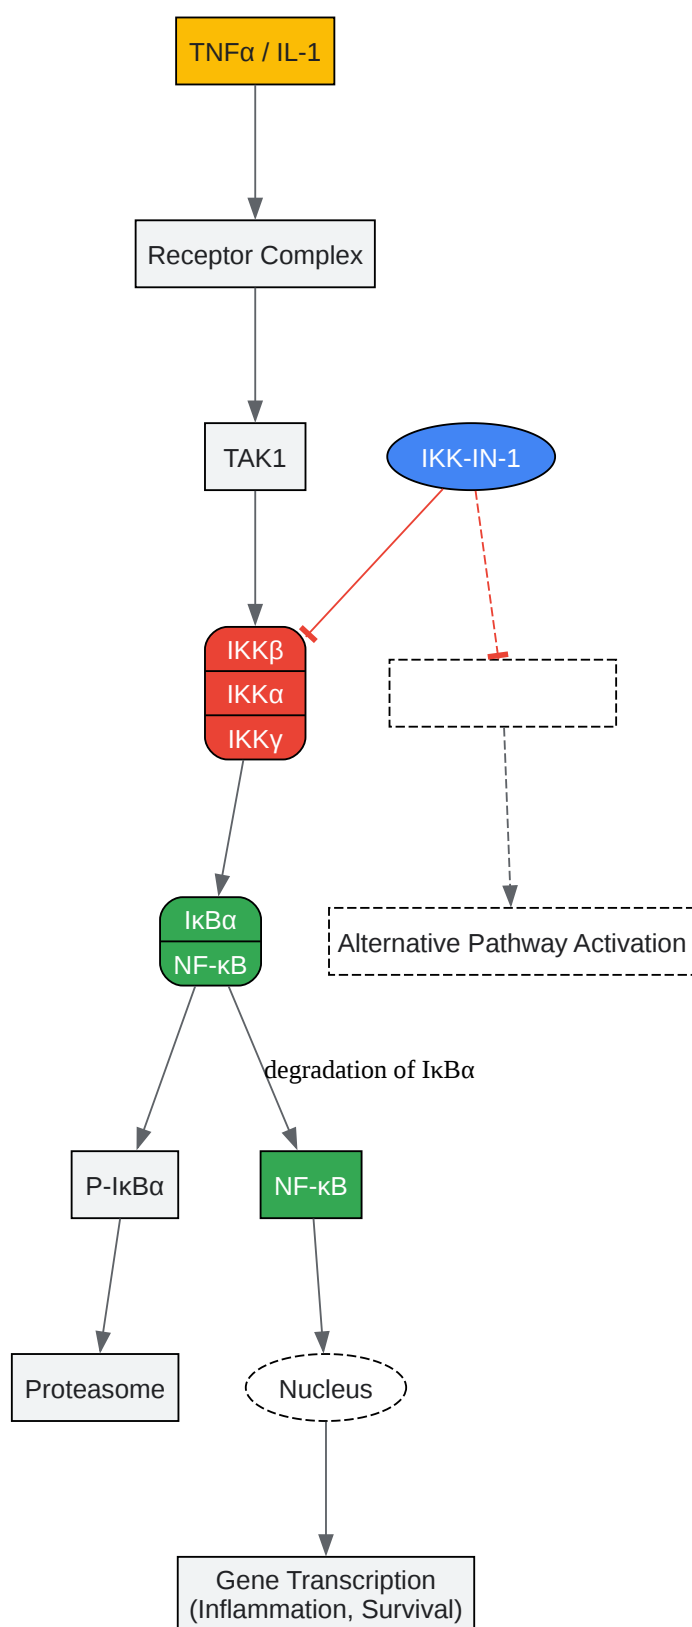 TNFα / IL-1
Receptor Complex
TAK1
IKK-IN-1
IKKβ
IKKα
IKKγ
IκBα
NF-κB
Alternative Pathway Activation
degradation of IκBα
P-IκBα
NF-κB
Proteasome
Nucleus
Gene Transcription
(Inflammation, Survival)